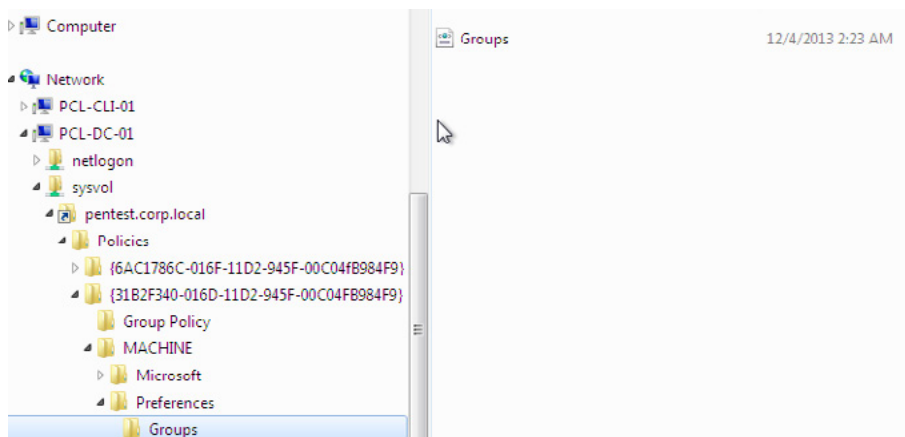 Computer
Groups 12/4/2013 2:23 AM
Network
PCL-CLI-01
PCL-DC-01
netlogon
sysvol
pentest.corp.local
Policies
{6AC1786C-016F-11D2-945F-00C04fB984F9}
{31B2F340-016D-11D2-945F-00C04FB984F9}
Group Policy
MACHINE
Microsoft
Preferences
Groups